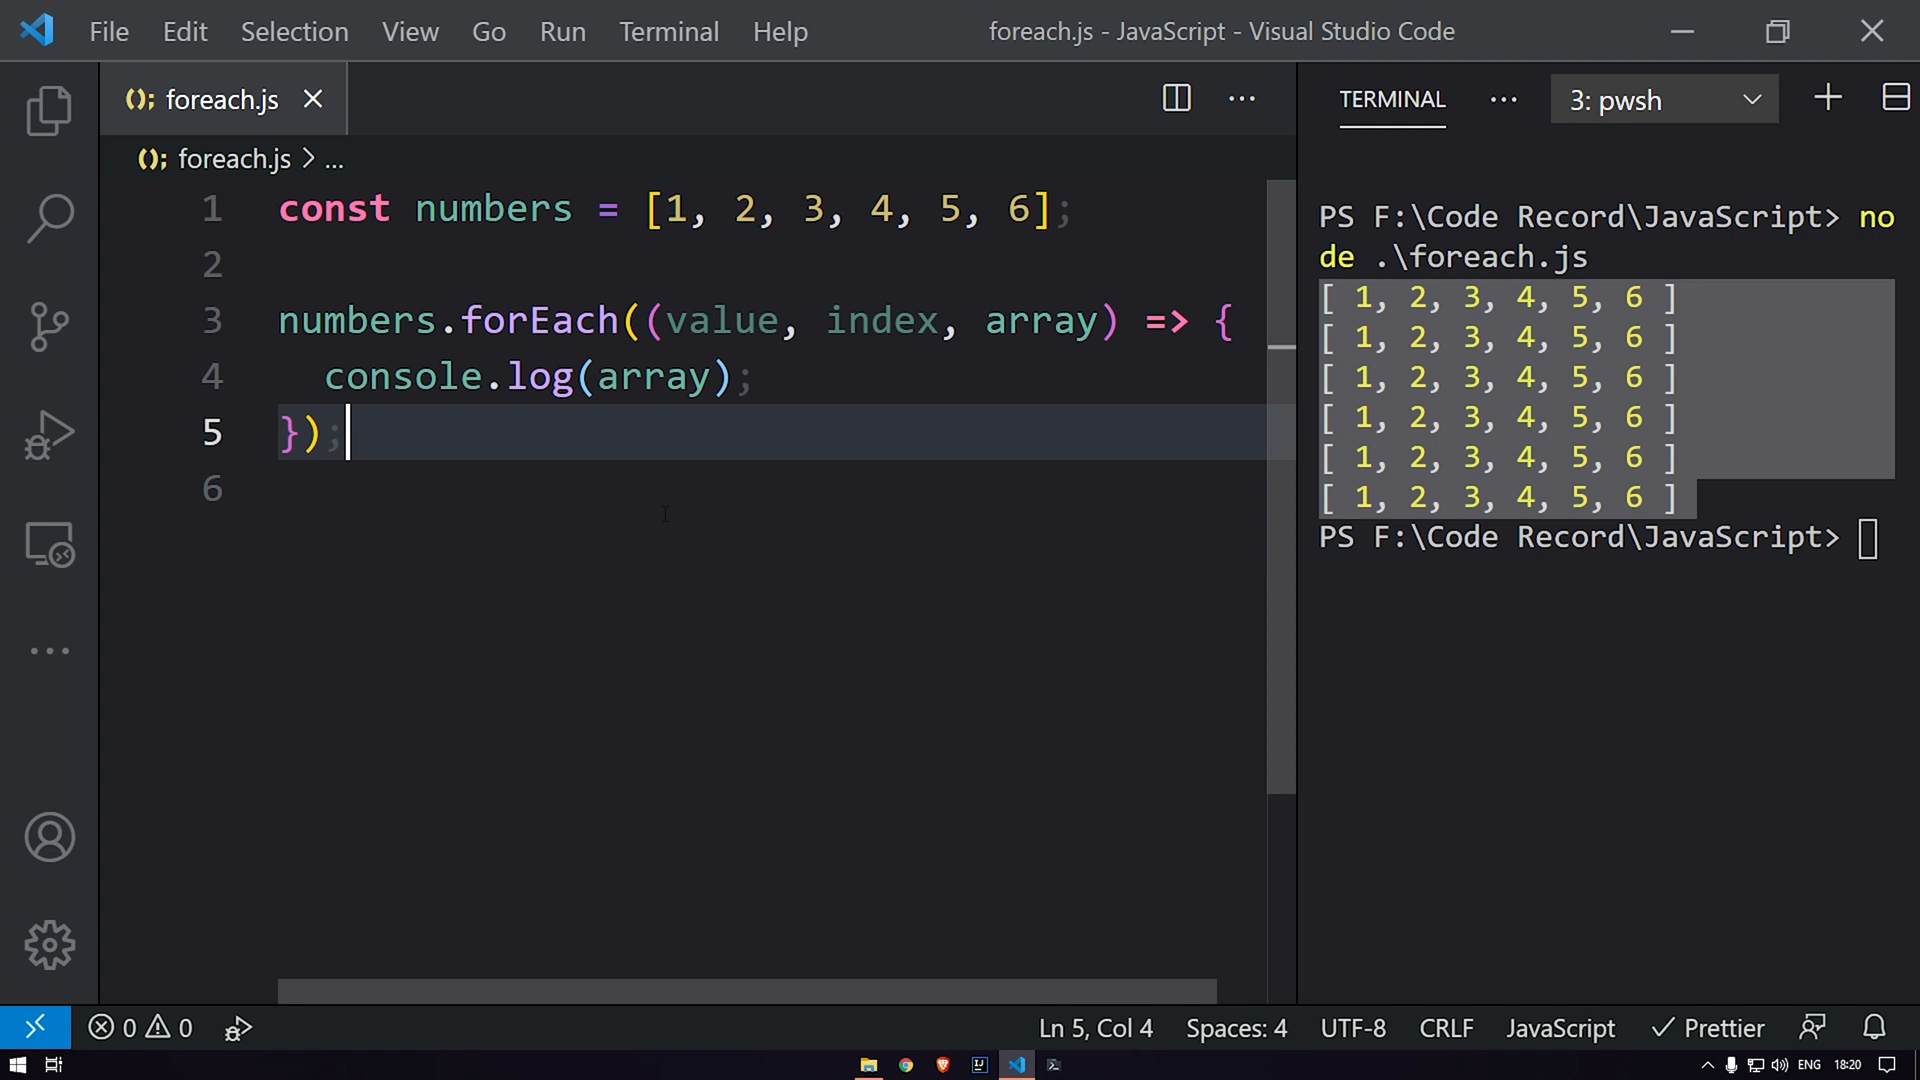 File Edit Selection View Go Run Terminal Help foreach.js - JavaScript - Visual Studio Code
(); foreach.js
TERMINAL ... 3: pwsh
(); foreach.js > ...
1 const numbers = [1, 2, 3, 4, 5, 6];
2
3 numbers.forEach((value, index, array) => {
4 console.log(array);
5 });
6
PS F:\Code Record\JavaScript> no
de .\foreach.js
[ 1, 2, 3, 4, 5, 6 ]
[ 1, 2, 3, 4, 5, 6 ]
[ 1, 2, 3, 4, 5, 6 ]
[ 1, 2, 3, 4, 5, 6 ]
[ 1, 2, 3, 4, 5, 6 ]
[ 1, 2, 3, 4, 5, 6 ]
PS F:\Code Record\JavaScript>
0 0 Ln 5, Col 4 Spaces: 4 UTF-8 CRLF JavaScript Prettier
IJ ENG 18:20